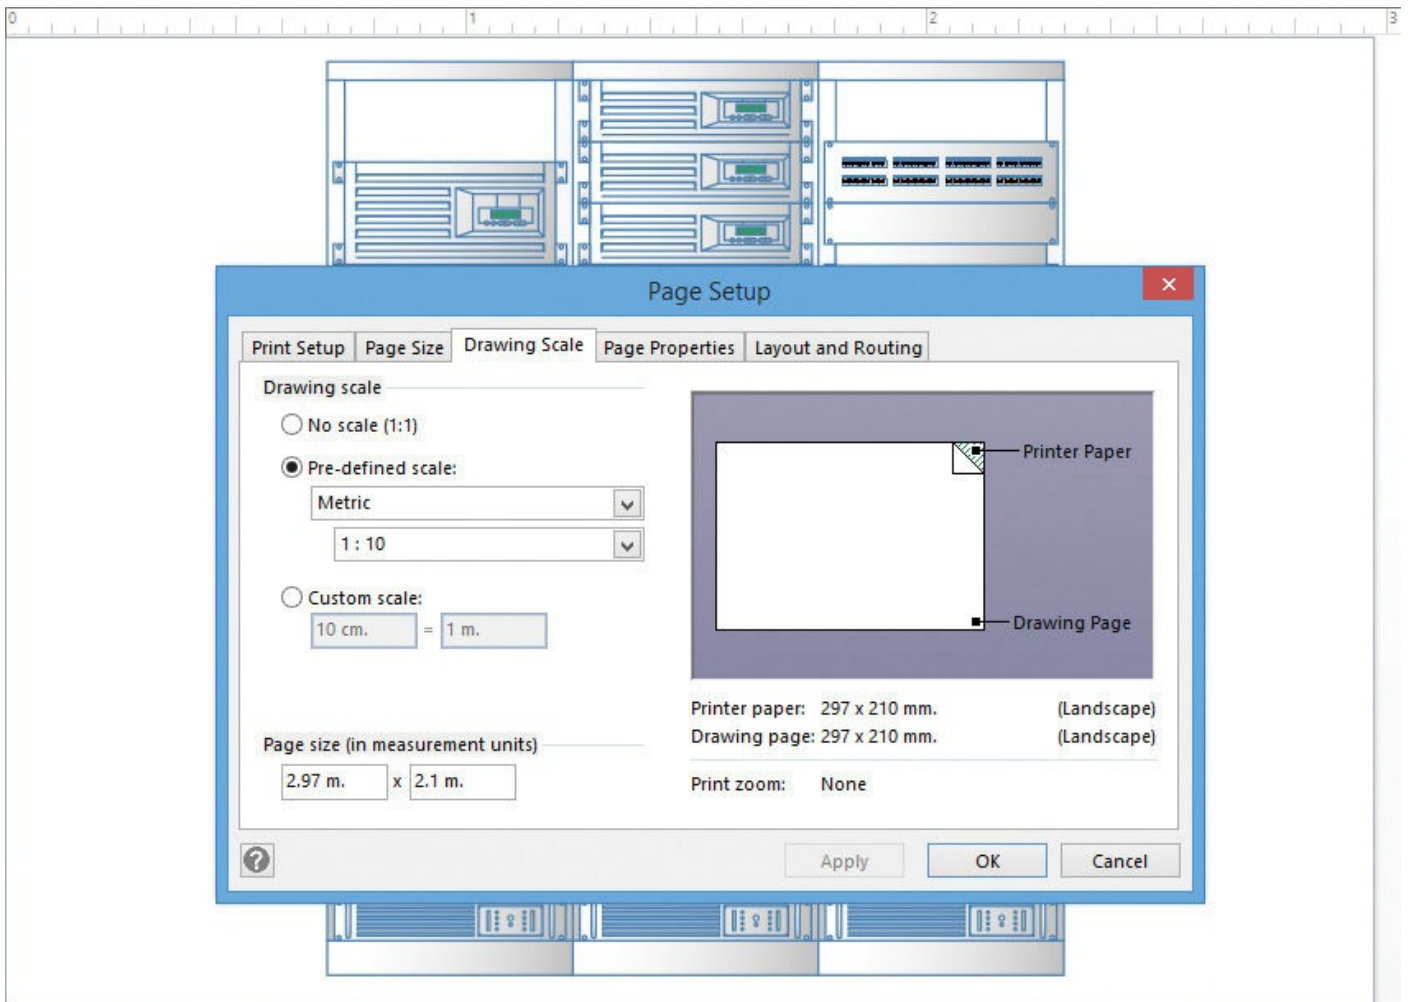 0 1 2 3
Page Setup
Print Setup Page Size Drawing Scale Page Properties Layout and Routing
Drawing scale
No scale (1:1)
Pre-defined scale:
Metric
1 : 10
Custom scale:
10 cm. = 1 m.
Page size (in measurement units)
2.97 m. x 2.1 m.
Printer Paper
Drawing Page
Printer paper: 297 x 210 mm. (Landscape)
Drawing page: 297 x 210 mm. (Landscape)
Print zoom: None
?
Apply OK Cancel